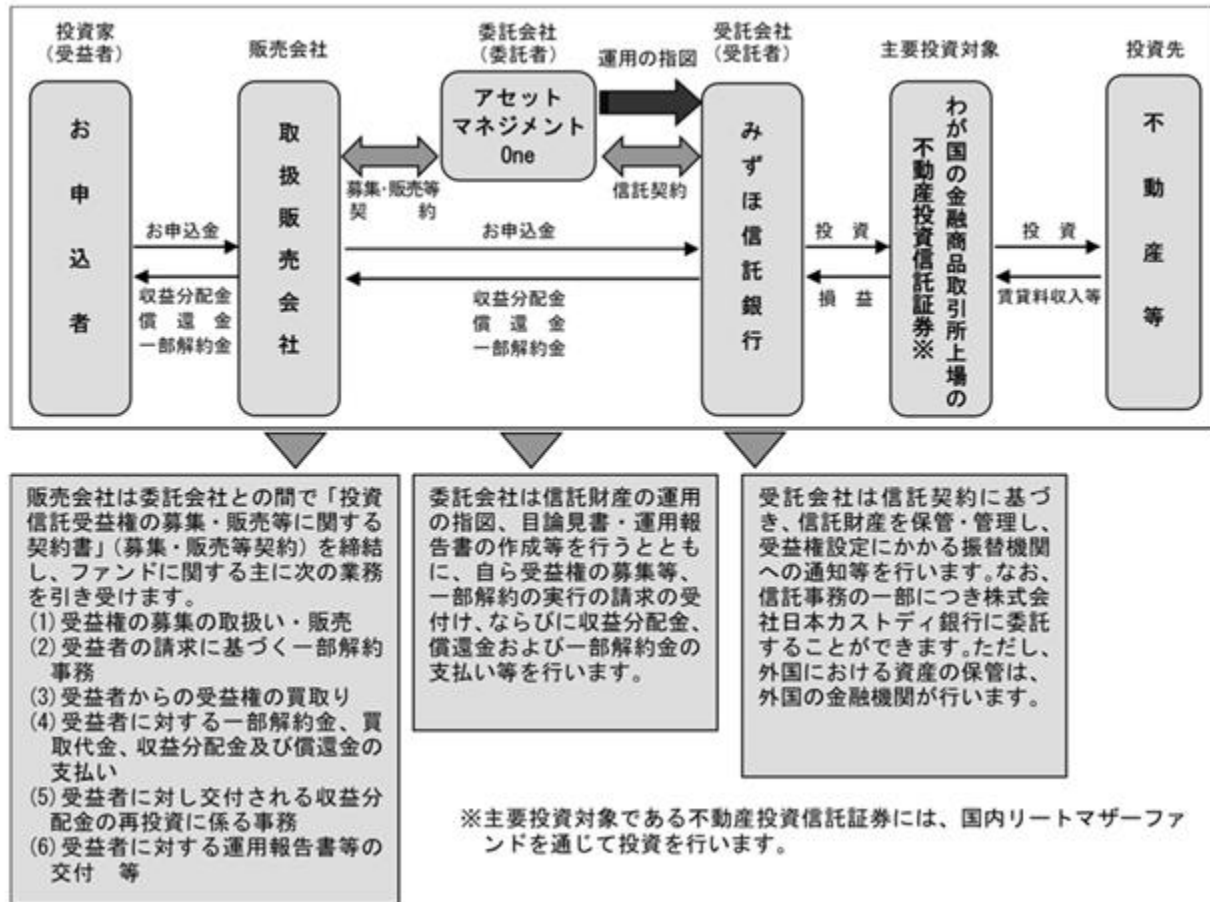 投資家
(受益者)
販売会社
委託会社
(委託者)
運用の指図
受託会社
(受託者)
主要投資対象
投資先
お申込者
取扱販売会社
アセット
マネジメント
One
みずほ信託銀行
わが国の金融商品取引所上場の
不動産投資信託証券※
不動産等
募集・販売等
契約
信託契約
お申込金
収益分配金
償還金
一部解約金
お申込金
収益分配金
償還金
一部解約金
投資
損益
投資
賃貸料収入等
販売会社は委託会社との間で「投資
信託受益権の募集・販売等に関する
契約書」(募集・販売等契約)を締結
し、ファンドに関する主に次の業務
を引き受けます。
(1)受益権の募集の取扱い・販売
(2)受益者の請求に基づく一部解約
事務
(3)受益者からの受益権の買取り
(4)受益者に対する一部解約金、買
取代金、収益分配金及び償還金の
支払い
(5)受益者に対し交付される収益分
配金の再投資に係る事務
(6)受益者に対する運用報告書等の
交付 等
委託会社は信託財産の運用
の指図、目論見書・運用報
告書の作成等を行うととも
に、自ら受益権の募集等、
一部解約の実行の請求の受
付け、ならびに収益分配金、
償還金および一部解約金の
支払い等を行います。
受託会社は信託契約に基づ
き、信託財産を保管・管理し、
受益権設定にかかる振替機関
への通知等を行います。なお、
信託事務の一部につき株式会
社日本カストディ銀行に委託
することができます。ただし、
外国における資産の保管は、
外国の金融機関が行います。
※主要投資対象である不動産投資信託証券には、国内リートマザーファ
ンドを通じて投資を行います。